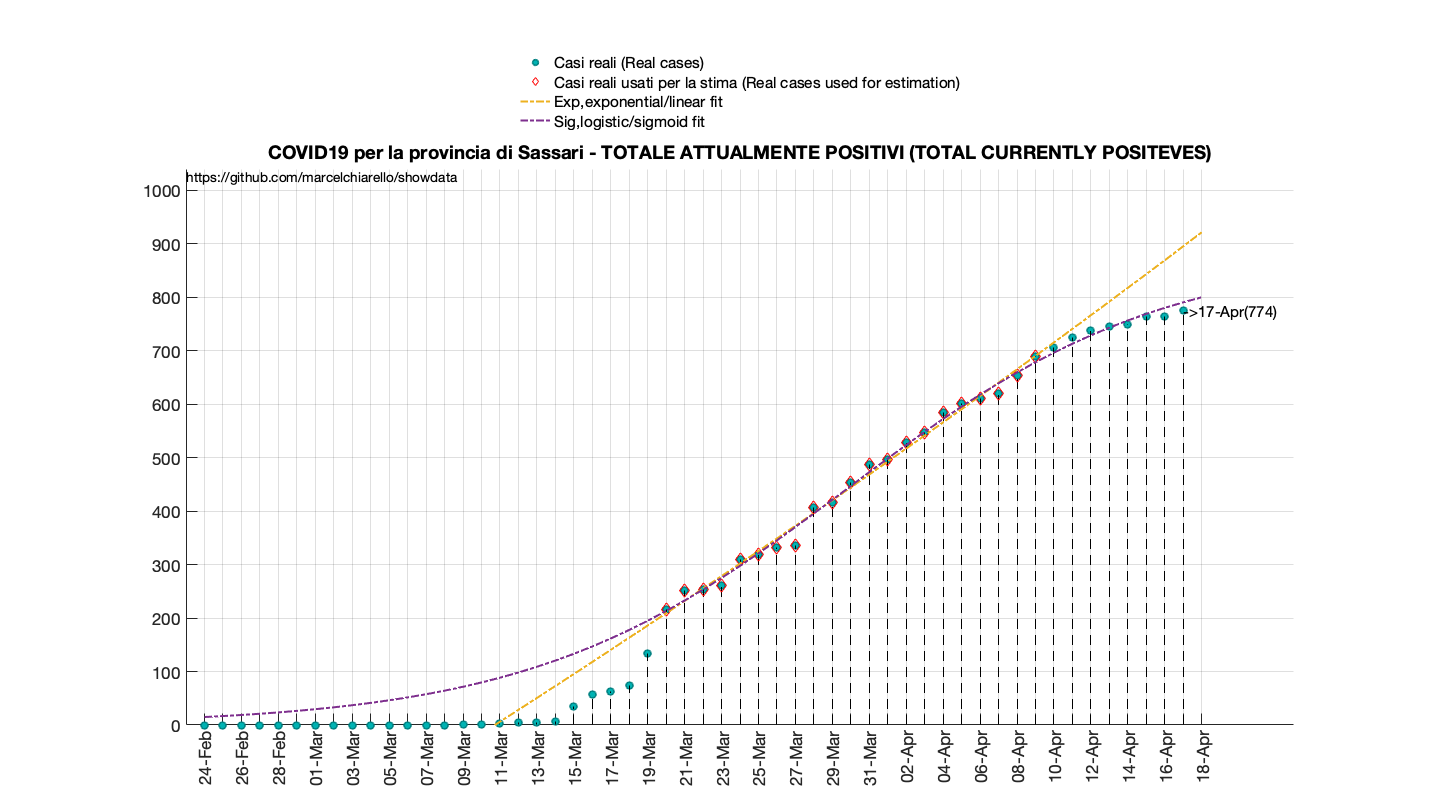 Casi reali (Real cases)
Casi reali usati per la stima (Real cases used for estimation)
Exp,exponential/linear fit
Sig,logistic/sigmoid fit
COVID19 per la provincia di Sassari - TOTALE ATTUALMENTE POSITIVI (TOTAL CURRENTLY POSITEVES)
https://github.com/marcelchiarello/showdata
1000
900
800
700
600
500
400
300
200
100
0
->17-Apr(774)
24-Feb
26-Feb
28-Feb
01-Mar
03-Mar
05-Mar
07-Mar
09-Mar
11-Mar
13-Mar
15-Mar
17-Mar
19-Mar
21-Mar
23-Mar
25-Mar
27-Mar
29-Mar
31-Mar
02-Apr
04-Apr
06-Apr
08-Apr
10-Apr
12-Apr
14-Apr
16-Apr
18-Apr